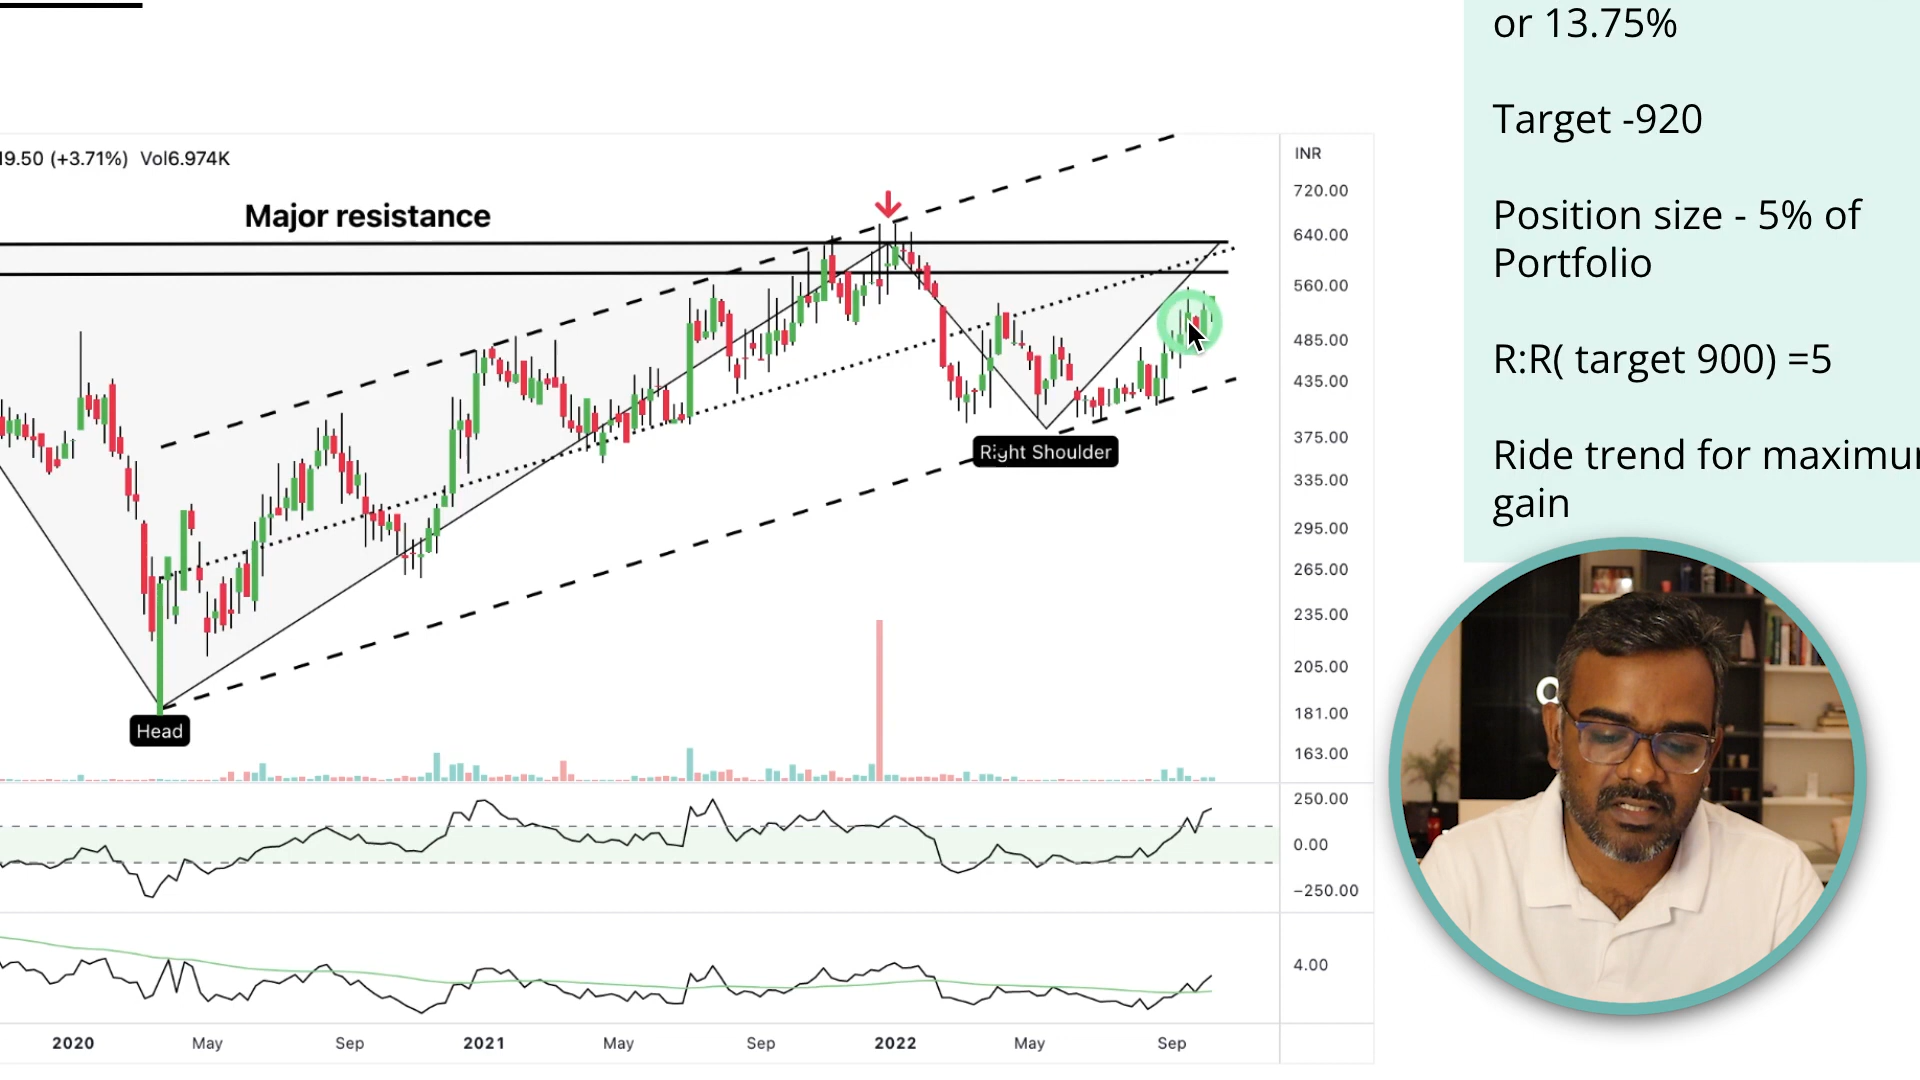 or 13.75%
Target -920
Position size - 5% of
Portfolio
R:R( target 900) =5
Ride trend for
gain
19.50 (+3.71%) Vol6.974K
INR
Major resistance
720.00
640.00
560.00
485.00
435.00
375.00
335.00
295.00
265.00
235.00
205.00
181.00
163.00
Right Shoulder
Head
250.00
0.00
−250.00
4.00
2020 May Sep 2021 May Sep 2022 May Sep